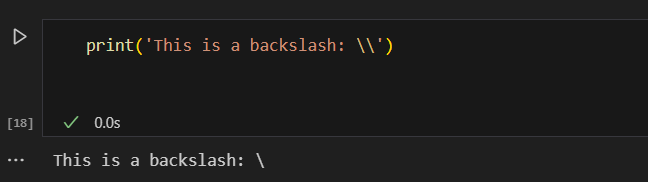 print('This is a backslash: \\')
[18]
0.0s
This is a backslash: \